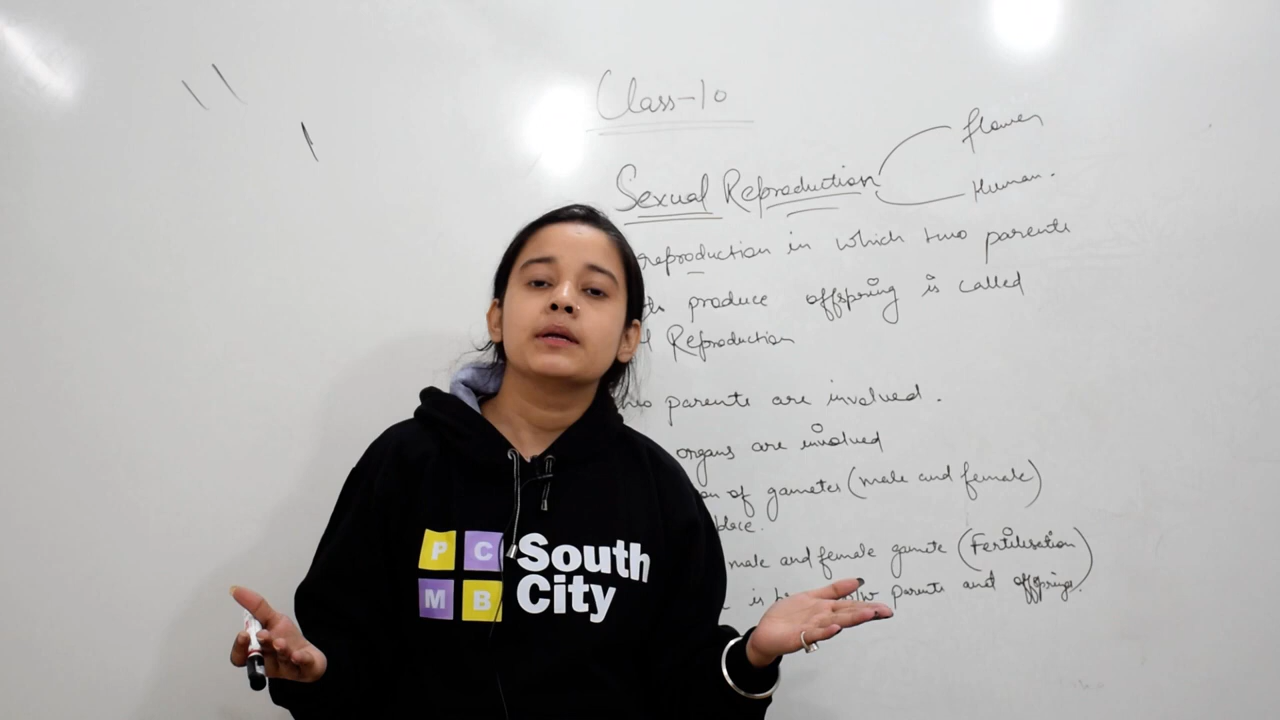 Class-10
flower
Sexual Reproduction
Human.
reproduction in which two parents
produce offspring is called
Reproduction
parents are involved.
organs are involved
of gametes (male and female)
male and female gamete (Fertilisation)
is parents and offsprings.
P C
M B
South
City